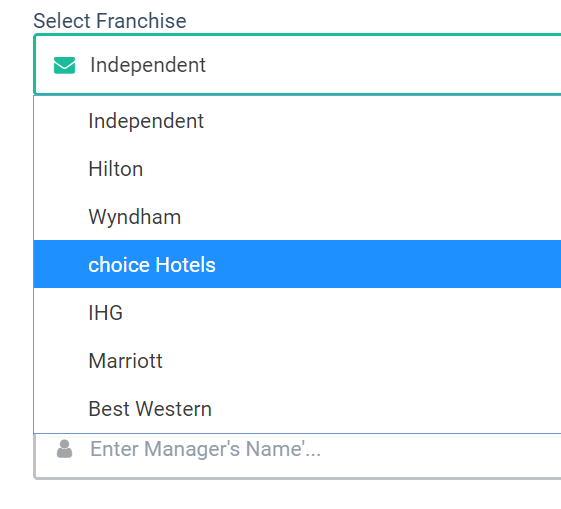 Select Franchise
Independent
Independent
Hilton
Wyndham
choice Hotels
IHG
Marriott
Best Western
Enter Manager's Name'...